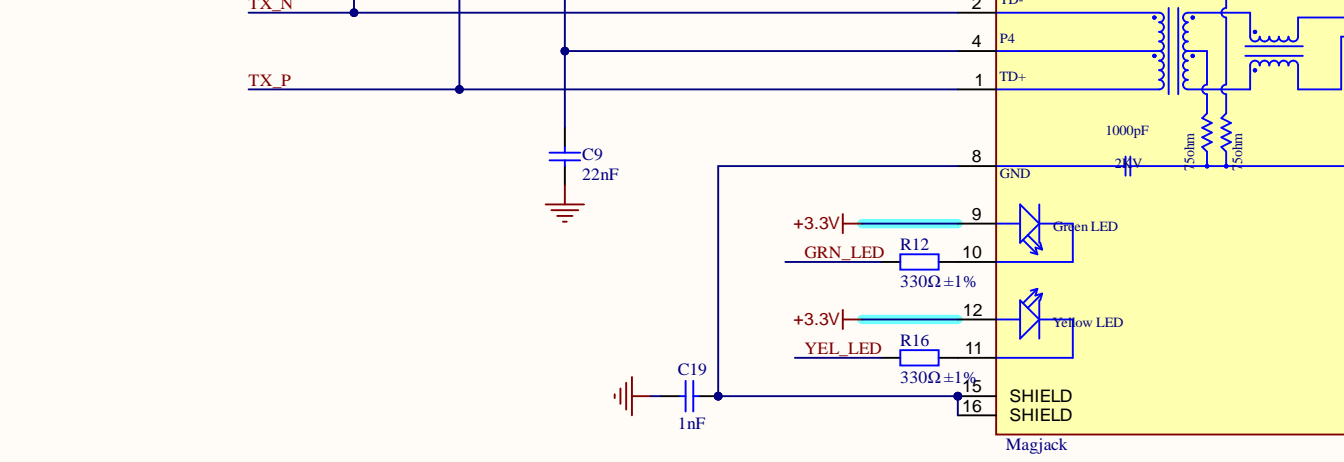 TX_N
2
TD-
4
P4
TX_P
1
TD+
1000pF
C9
22nF
8
GND
2KV
75ohm
75ohm
+3.3V
9
Green LED
GRN_LED
R12
10
330Ω ±1%
+3.3V
12
Yellow LED
YEL_LED
R16
11
330Ω ±1%
C19
15
SHIELD
16
SHIELD
1nF
Magjack